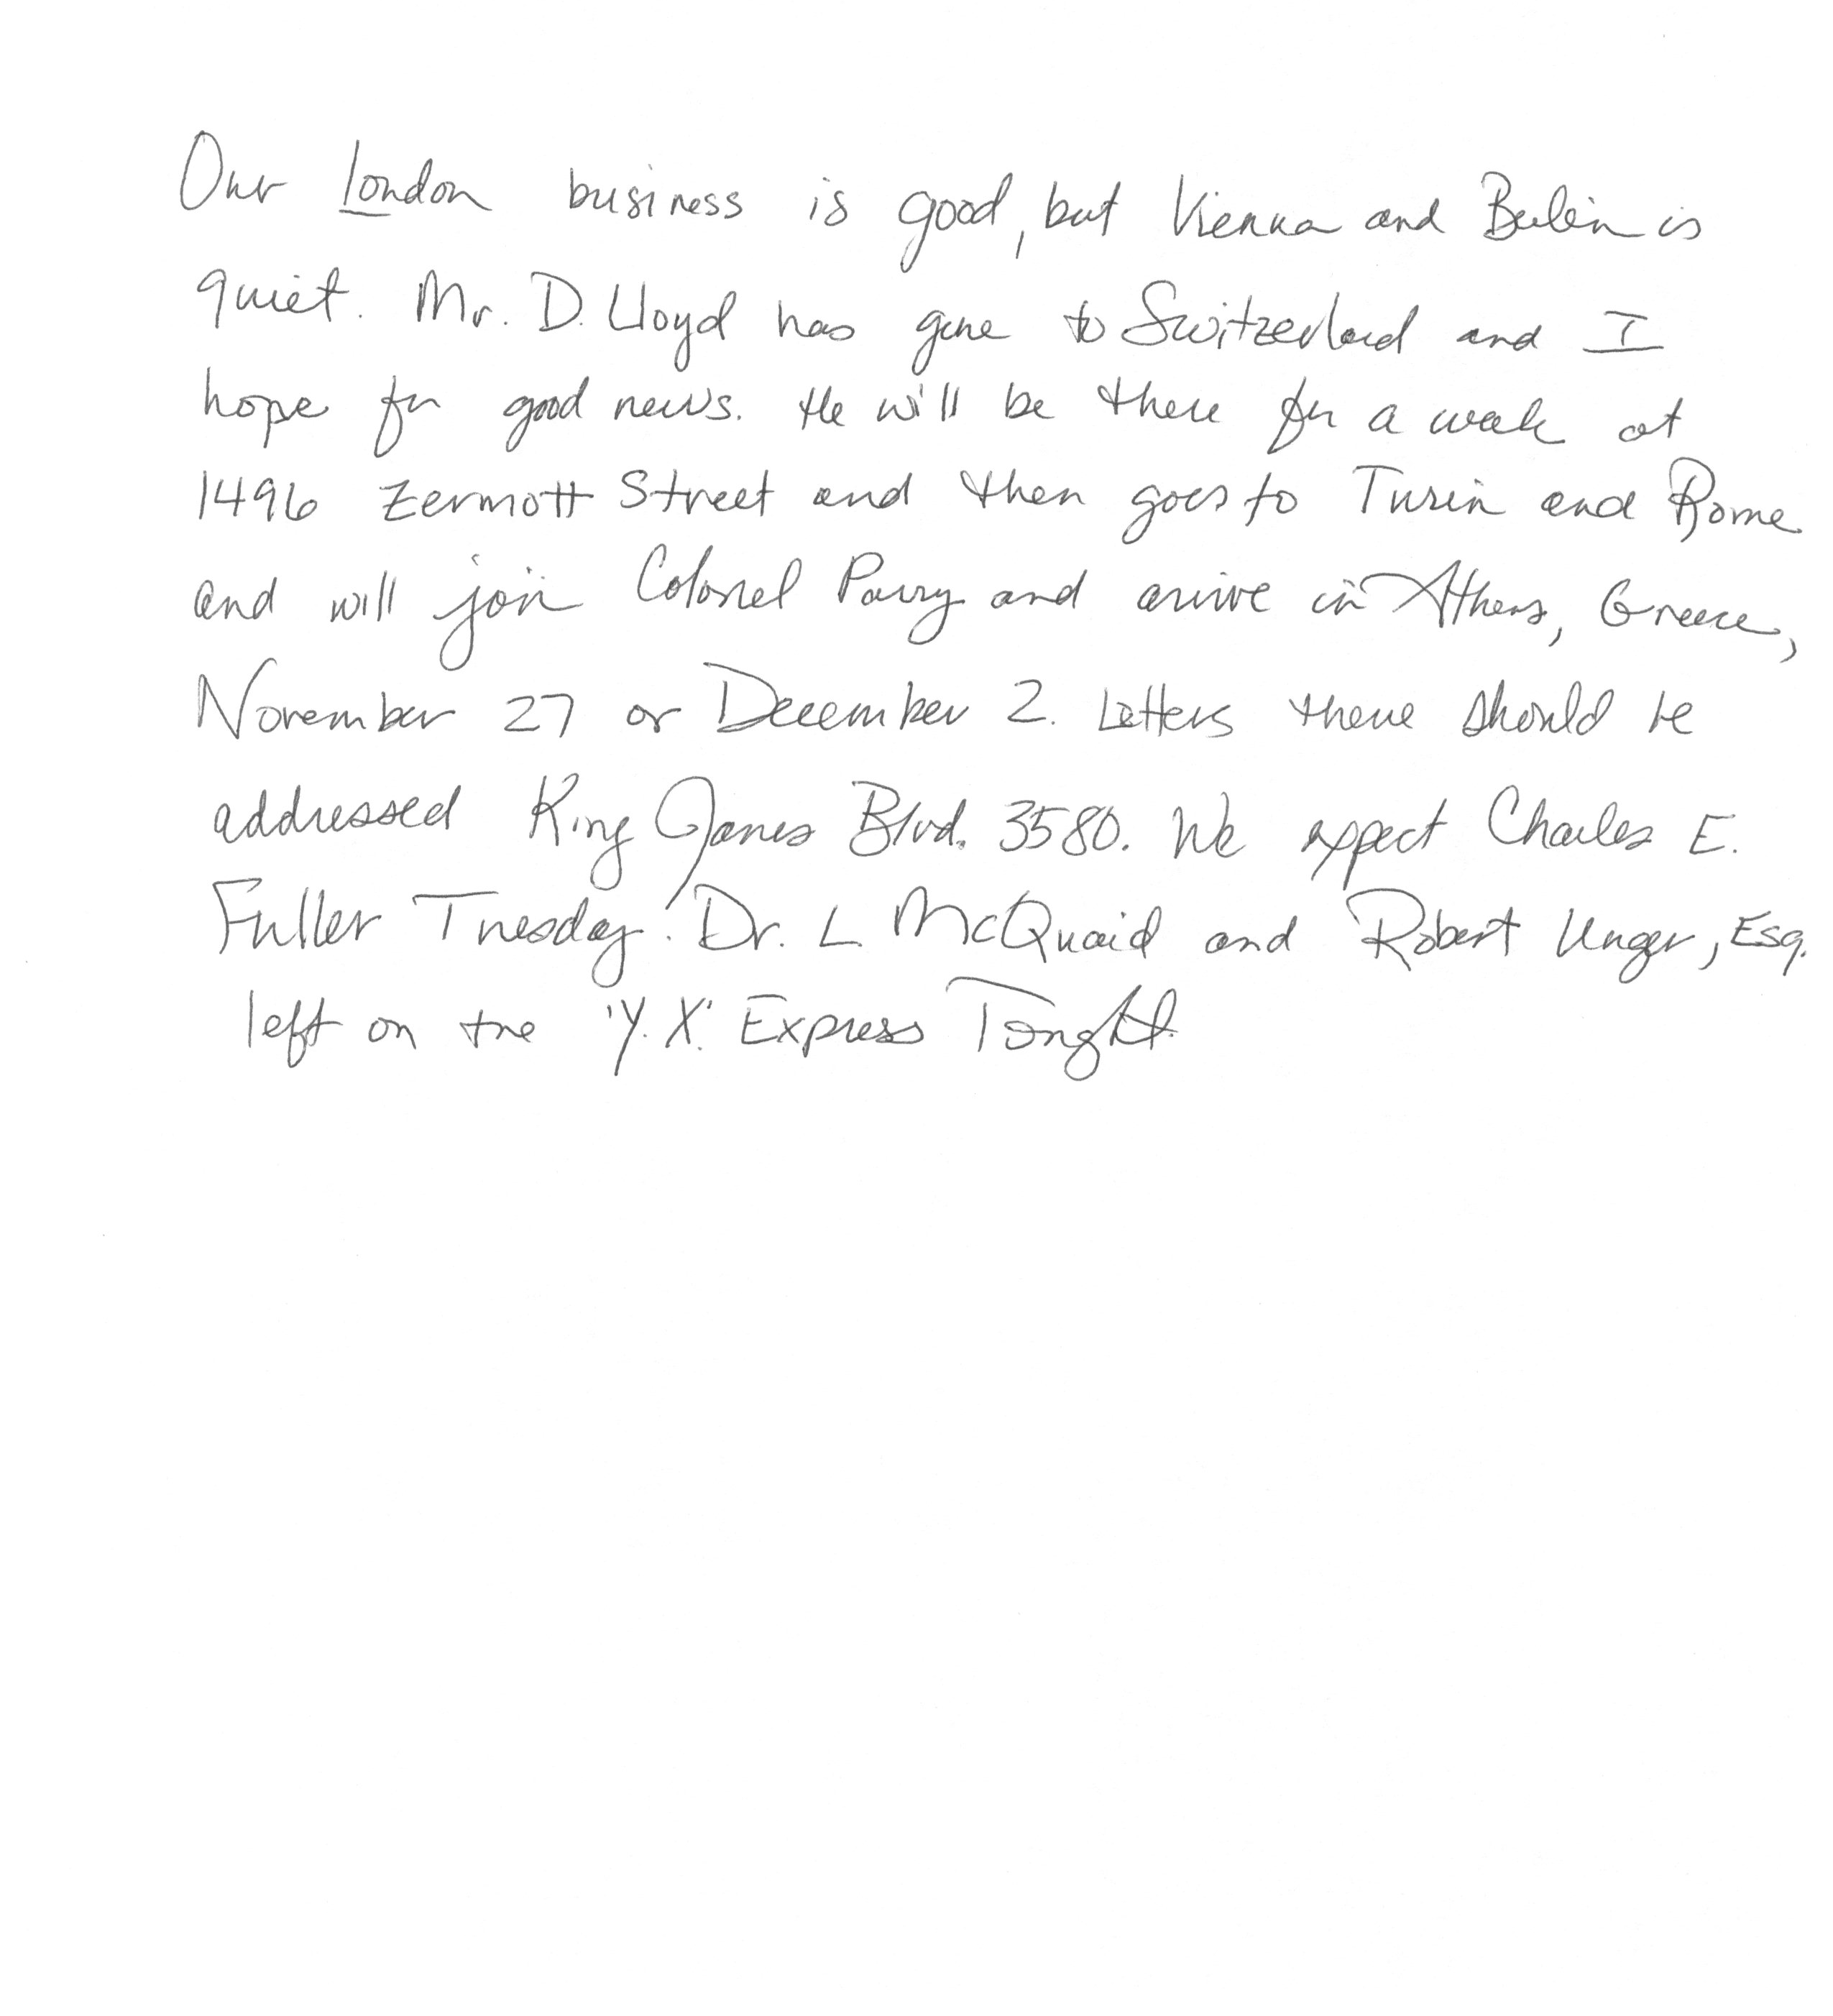 Our London business is good, but Vienna and Berlin is
quiet. Mr. D. Lloyd has gone to Switzerland and I
hope for good news. He will be there for a week at
1496 Zermott Street and then goes to Turin and Rome
and will join Colonel Parry and arrive in Athens, Greece,
November 27 or December 2. Letters there should be
addressed King James Blvd. 3580. We expect Charles E.
Fuller Tuesday. Dr. L. McQuaid and Robert Unger, Esq.
left on the 'Y.X.' Express Tonight.